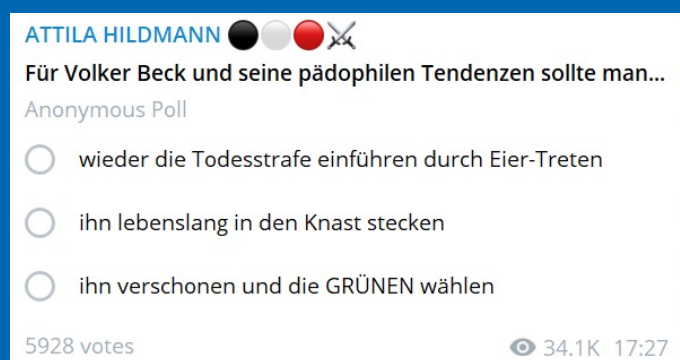 ATTILA HILDMANN ⚫⚪🔴⚔
Für Volker Beck und seine pädophilen Tendenzen sollte man...
Anonymous Poll
wieder die Todesstrafe einführen durch Eier-Treten
ihn lebenslang in den Knast stecken
ihn verschonen und die GRÜNEN wählen
5928 votes 34.1K 17:27